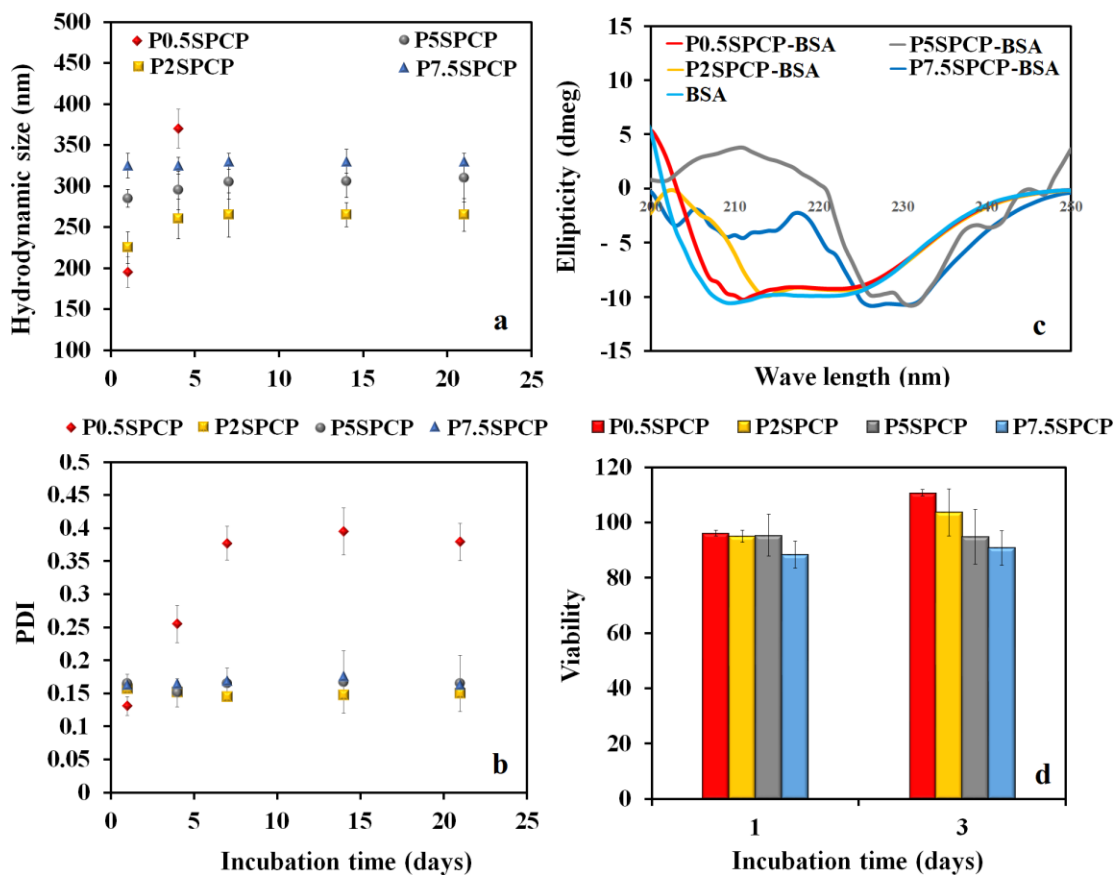 Hydrodynamic size (nm)
500
450
400
350
300
250
200
150
100
P0.5SPCP
P5SPCP
P2SPCP
P7.5SPCP
a
0
5
10
15
20
25
Ellipticity (dmeg)
15
10
5
0
-5
-10
-15
P0.5SPCP-BSA
P5SPCP-BSA
P2SPCP-BSA
P7.5SPCP-BSA
BSA
200
210
220
230
240
250
c
Wave length (nm)
P0.5SPCP
P2SPCP
P5SPCP
P7.5SPCP
PDI
0.5
0.45
0.4
0.35
0.3
0.25
0.2
0.15
0.1
0.05
0
b
0
5
10
15
20
25
Incubation time (days)
P0.5SPCP
P2SPCP
P5SPCP
P7.5SPCP
Viability
120
100
80
60
40
20
0
d
1
3
Incubation time (days)